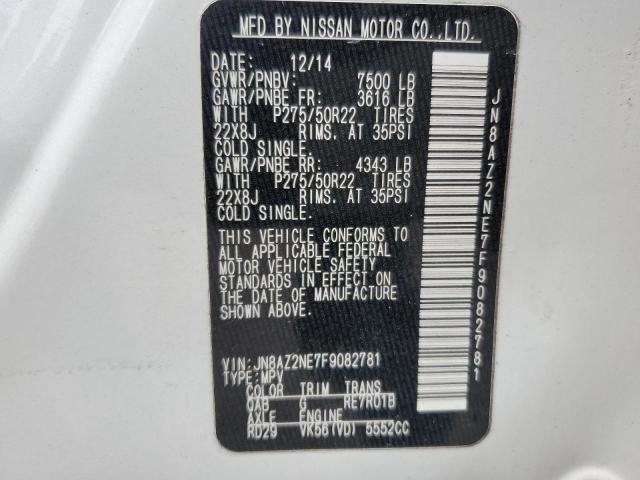 MFD BY NISSAN MOTOR CO.,LTD.
DATE: 12/14
GVWR/PNBV: 7500 LB
GAWR/PNBE FR: 3616 LB
WITH P275/50R22 TIRES
22X8J RIMS. AT 35PSI
COLD SINGLE.
GAWR/PNBE RR: 4343 LB
WITH P275/50R22 TIRES
22X8J RIMS. AT 35PSI
COLD SINGLE.
THIS VEHICLE CONFORMS TO
ALL APPLICABLE FEDERAL
MOTOR VEHICLE SAFETY
STANDARDS IN EFFECT ON
THE DATE OF MANUFACTURE
SHOWN ABOVE.
VIN:JN8AZ2NE7F9082781
TYPE:MPV
COLOR TRIM TRANS
QAB G RE7R01B
AXLE ENGINE
RD29 VK56(VD) 5552CC
JN8AZ2NE7F9082781